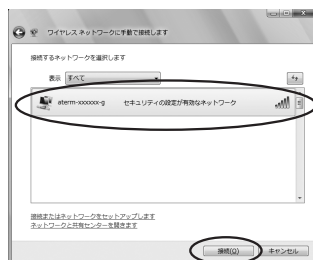 ワイヤレス ネットワークに手動で接続します
接続するネットワークを選択します
表示 すべて
aterm-xxxxxx-g セキュリティの設定が有効なネットワーク
接続またはネットワークをセットアップします
ネットワークと共有センターを開きます
接続(O) キャンセル